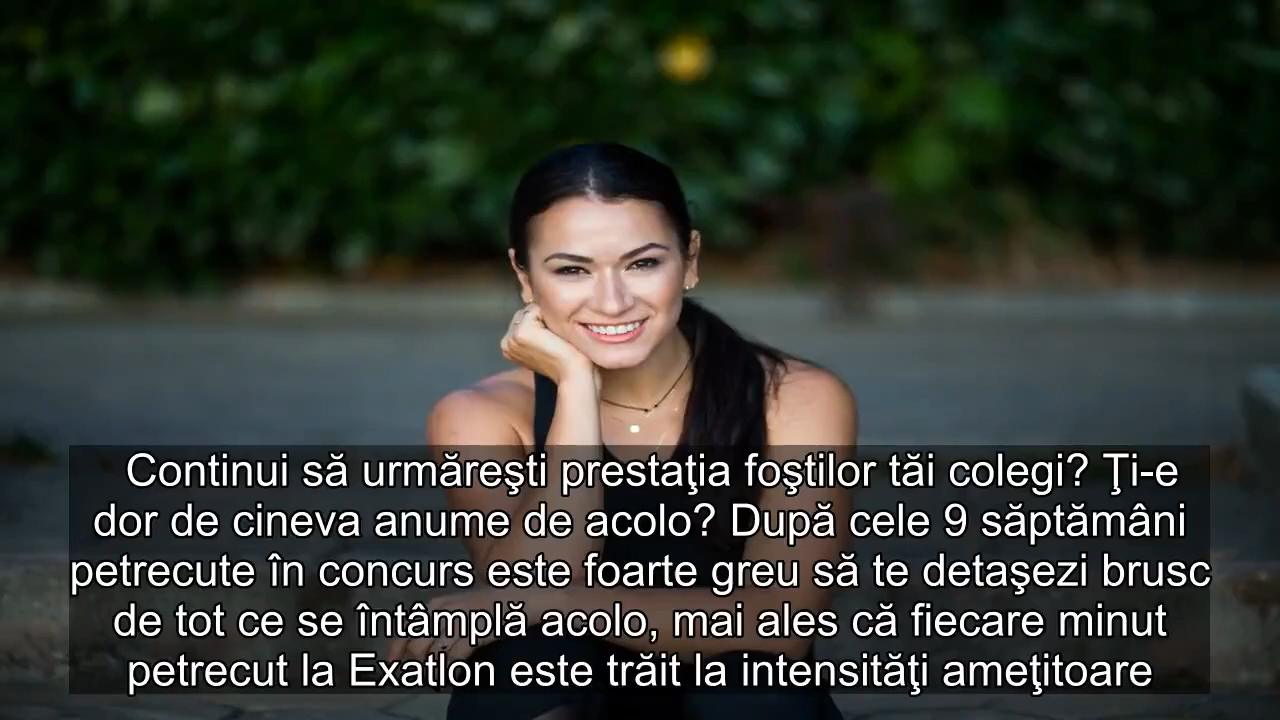 Continui să urmăreşti prestaţia foştilor tăi colegi? Ţi-e
dor de cineva anume de acolo? După cele 9 săptămâni
petrecute în concurs este foarte greu să te detaşezi brusc
de tot ce se întâmplă acolo, mai ales că fiecare minut
petrecut la Exatlon este trăit la intensităţi ameţitoare